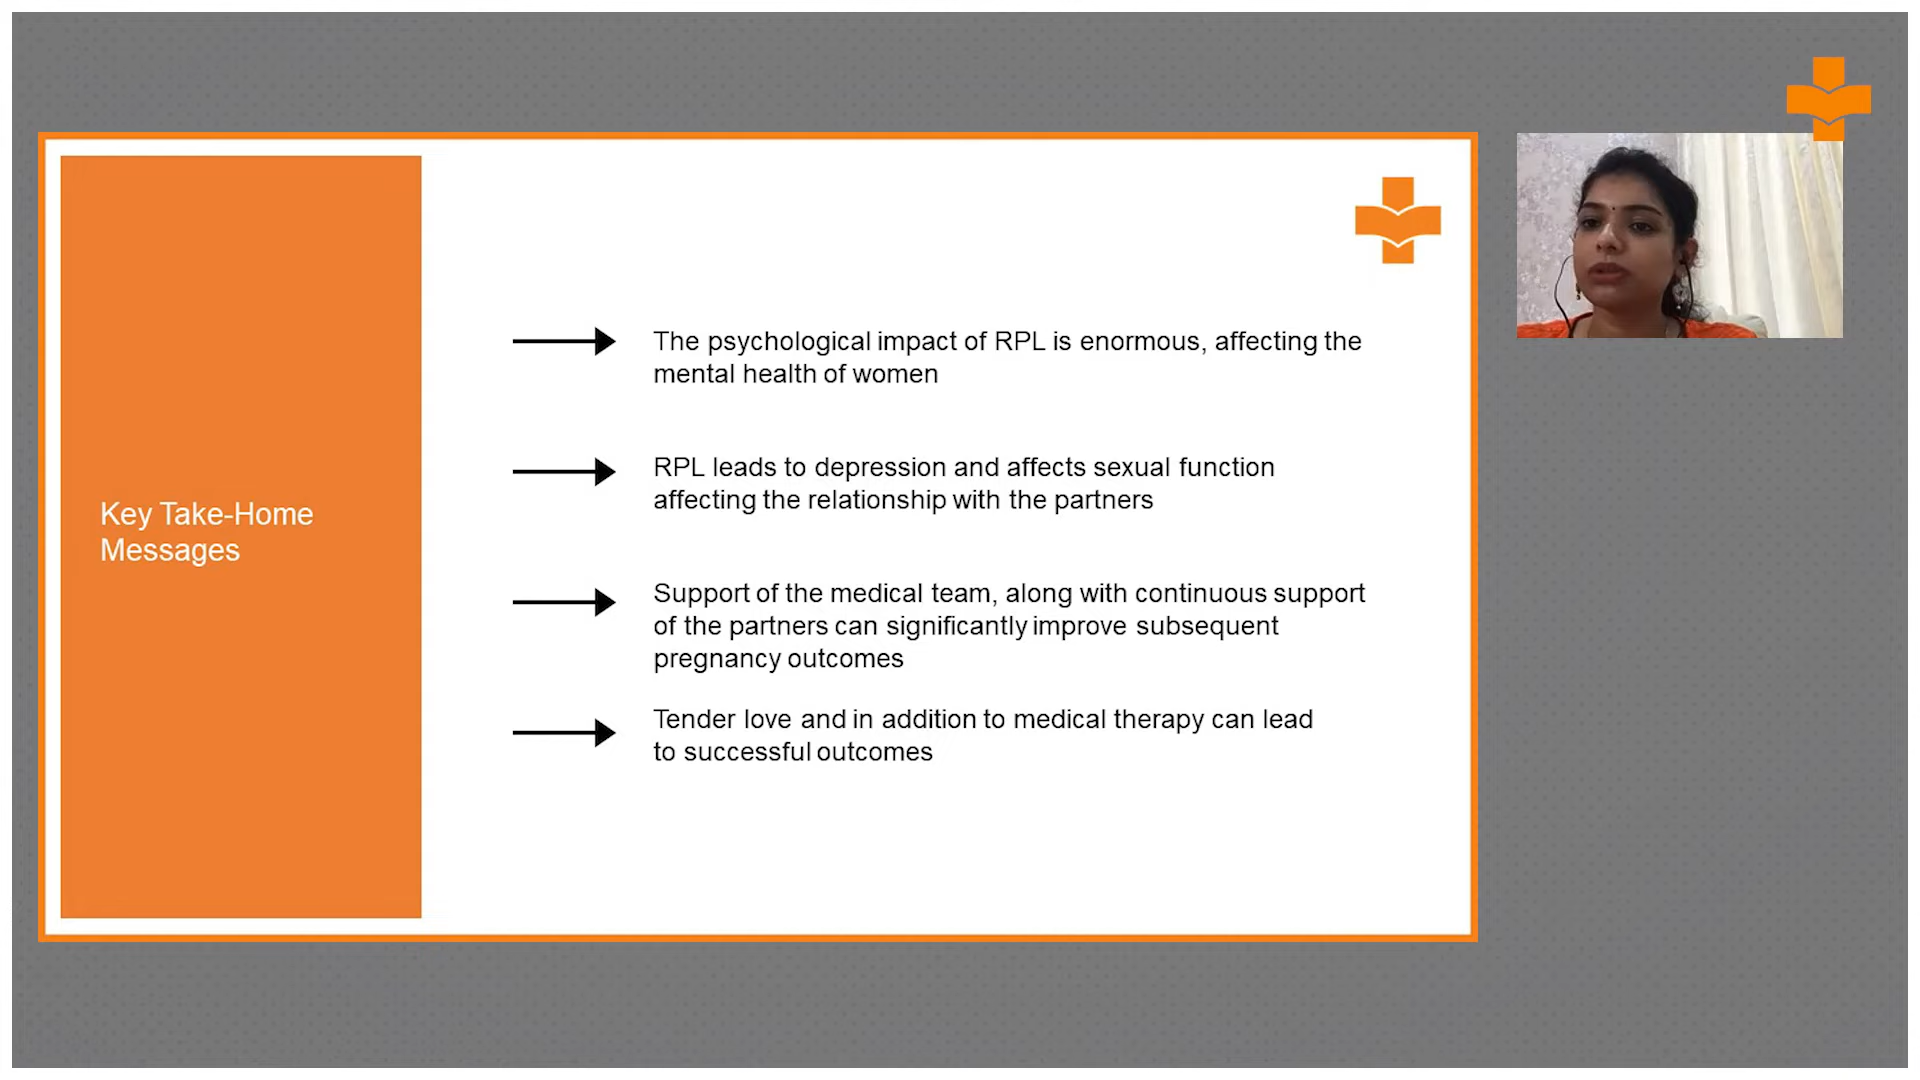 Key Take-Home
Messages
The psychological impact of RPL is enormous, affecting the
mental health of women
RPL leads to depression and affects sexual function
affecting the relationship with the partners
Support of the medical team, along with continuous support
of the partners can significantly improve subsequent
pregnancy outcomes
Tender love and in addition to medical therapy can lead
to successful outcomes